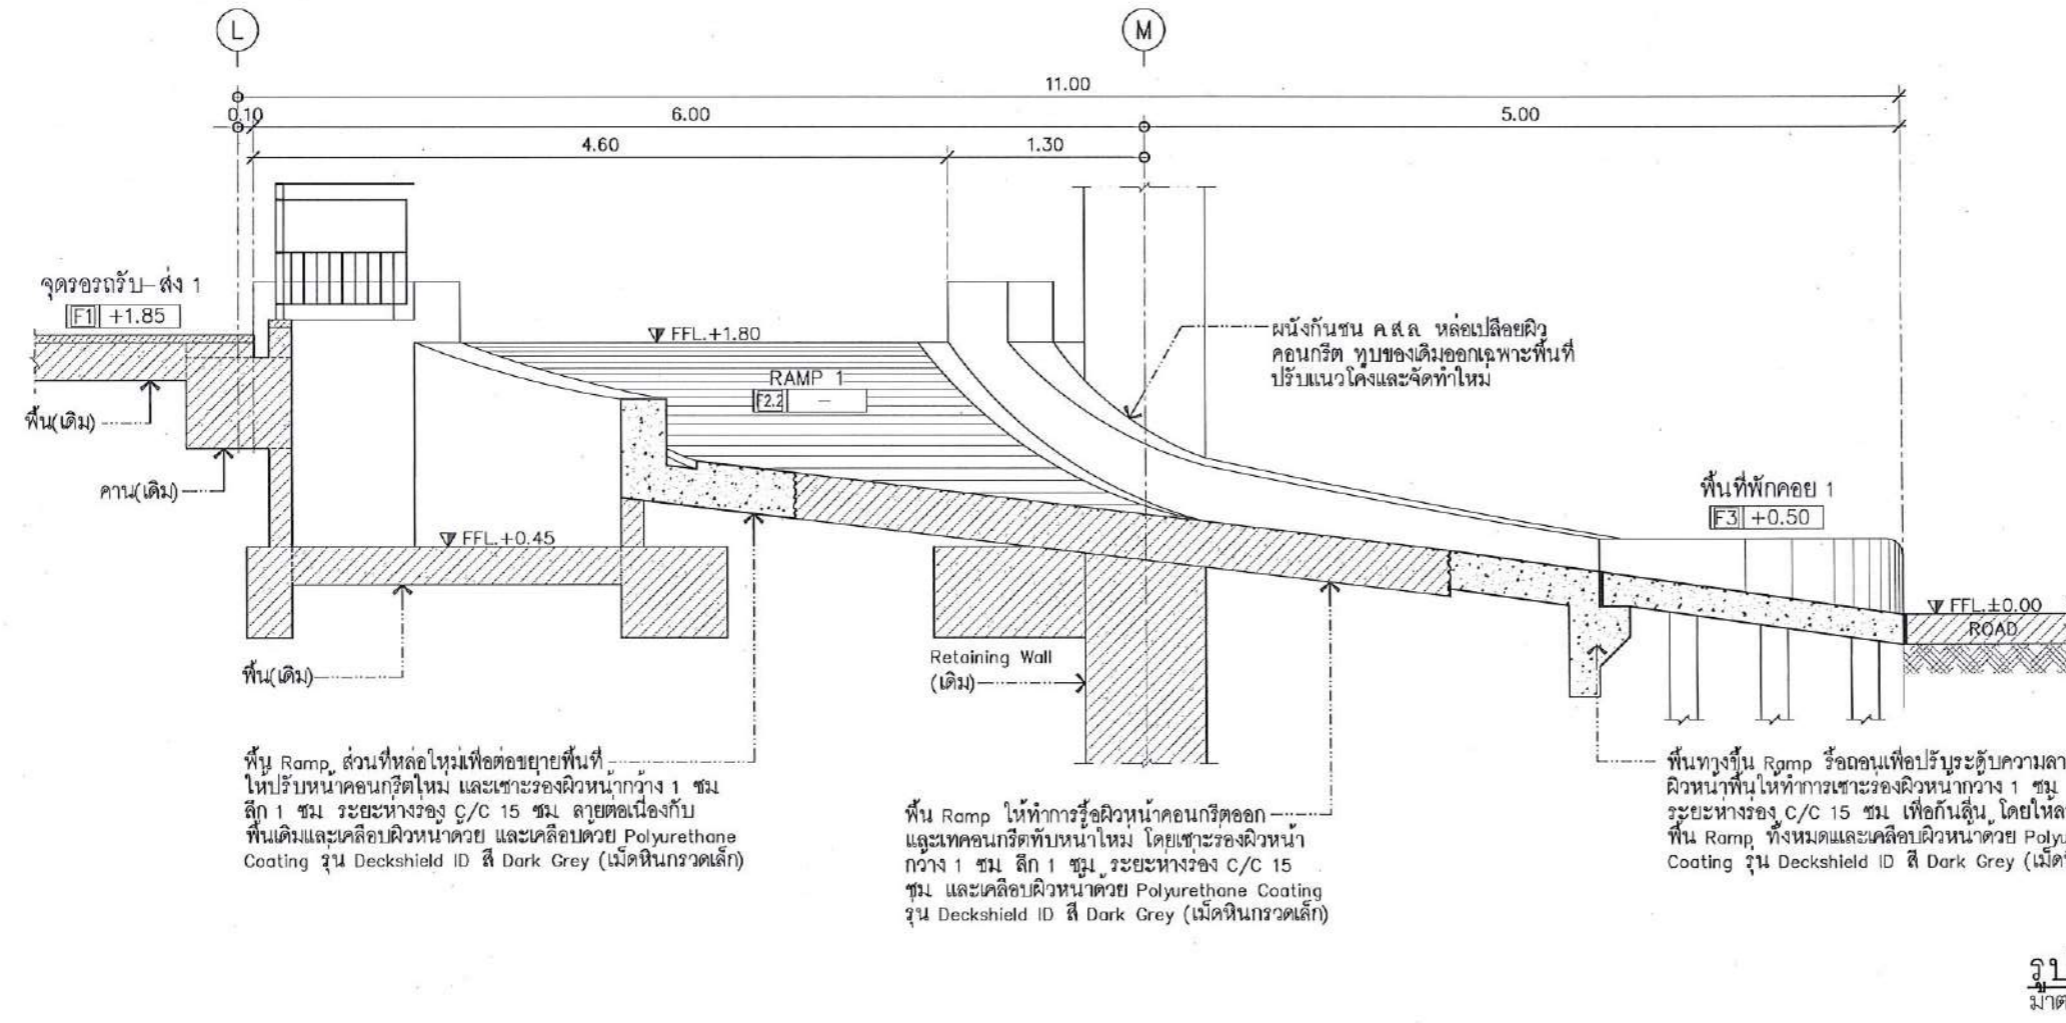 L
M
11.00
0.10
6.00
5.00
4.60
1.30
จุดรอรถรับ-ส่ง 1
F1 +1.85
FFL.+1.80
RAMP 1
F2.2 –
ผนังกันชน ค.ส.ล. หล่อเปลือยผิว
คอนกรีต ทุบของเดิมออกเฉพาะพื้นที่
ปรับแนวโค้งและจัดทำใหม่
พื้น(เดิม)
คาน(เดิม)
FFL.+0.45
พื้นที่พักคอย 1
F3 +0.50
FFL.±0.00
ROAD
Retaining Wall
(เดิม)
พื้น(เดิม)
พื้น Ramp ส่วนที่หล่อใหม่เพื่อต่อขยายพื้นที่
ให้ปรับหน้าคอนกรีตใหม่ และเซาะร่องผิวหน้ากว้าง 1 ซม
ลึก 1 ซม. ระยะห่างร่อง C/C 15 ซม. ลายต่อเนื่องกับ
พื้นเดิมและเคลือบผิวหน้าด้วย และเคลือบด้วย Polyurethane
Coating รุ่น Deckshield ID สี Dark Grey (เม็ดหินกรวดเล็ก)
พื้น Ramp ให้ทำการรื้อผิวหน้าคอนกรีตออก
และเทคอนกรีตทับหน้าใหม่ โดยเซาะร่องผิวหน้า
กว้าง 1 ซม. ลึก 1 ซม. ระยะห่างร่อง C/C 15
ซม. และเคลือบผิวหน้าด้วย Polyurethane Coating
รุ่น Deckshield ID สี Dark Grey (เม็ดหินกรวดเล็ก)
พื้นทางขึ้น Ramp รื้อถอนเพื่อปรับระดับความลา
ผิวหน้าพื้นให้ทำการเซาะร่องผิวหน้ากว้าง 1 ซม
ระยะห่างร่อง C/C 15 ซม. เพื่อกันลื่น โดยให้ล
พื้น Ramp ทั้งหมดและเคลือบผิวหน้าด้วย Polyu
Coating รุ่น Deckshield ID สี Dark Grey (เม็ด
รูป
มาต